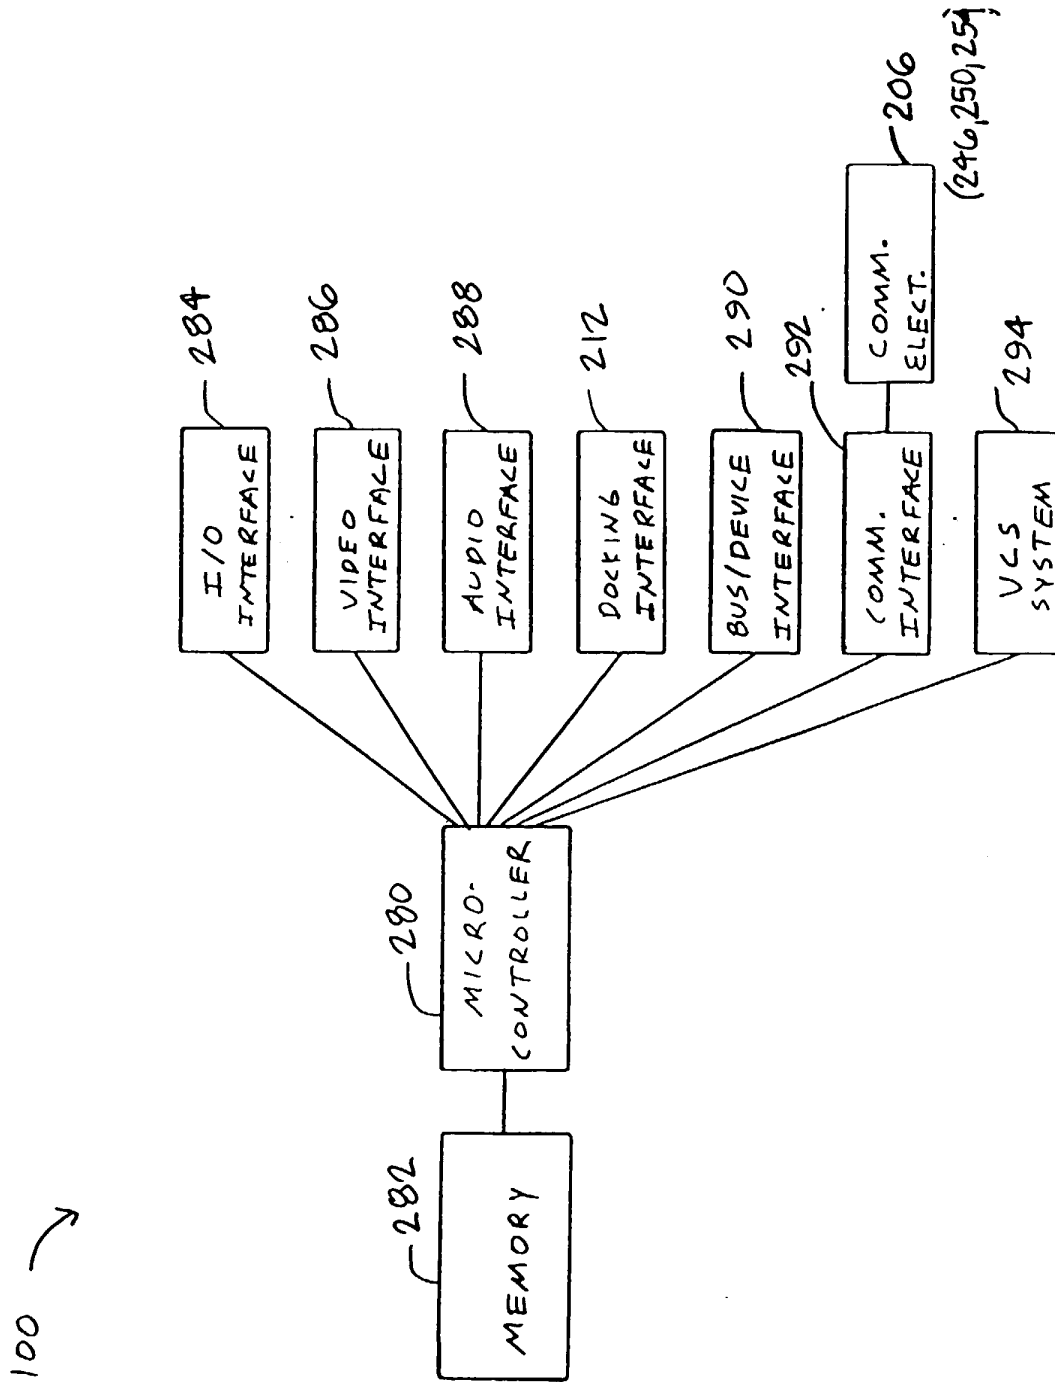 100
284
I/O
INTERFACE
286
VIDEO
INTERFACE
288
AUDIO
INTERFACE
212
DOCKING
INTERFACE
290
BUS/DEVICE
INTERFACE
292
COMM.
INTERFACE
COMM.
ELECT.
206
(246,250,254)
294
VCS
SYSTEM
280
MICRO-
CONTROLLER
282
MEMORY